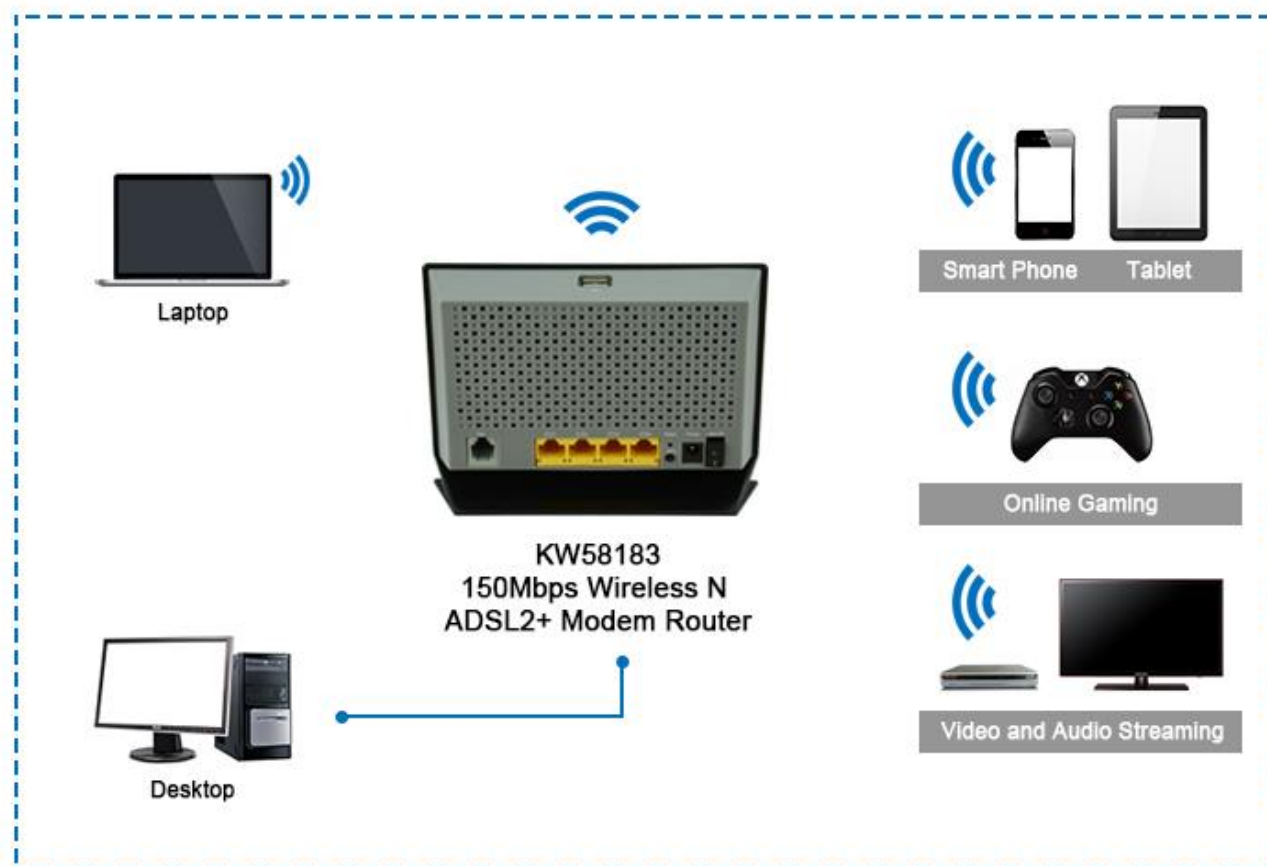 Laptop
Smart Phone Tablet
KW58183
150Mbps Wireless N
ADSL2+ Modem Router
Online Gaming
Desktop
Video and Audio Streaming